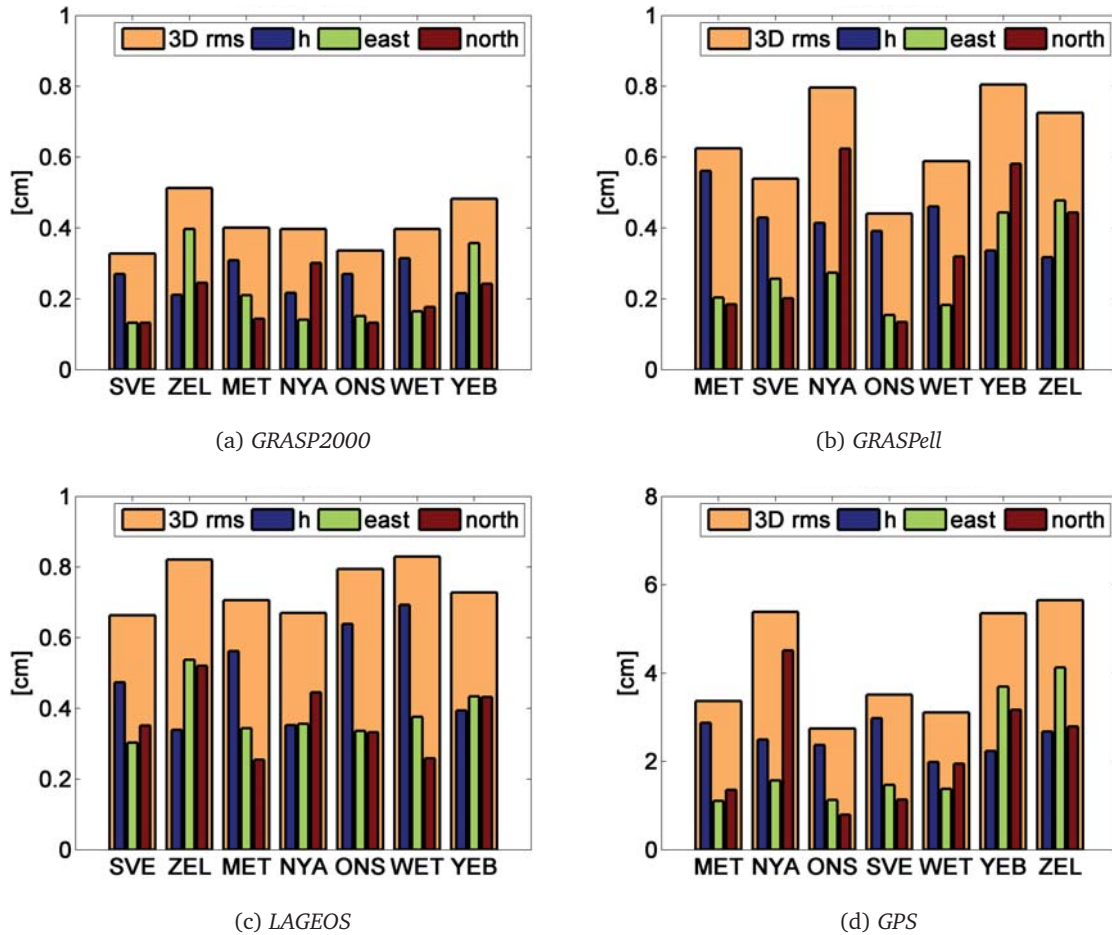 1
0.8
0.6
0.4
0.2
0
[cm]
3D rms h east north
SVE ZEL MET NYA ONS WET YEB
(a) GRASP2000
1
0.8
0.6
0.4
0.2
0
[cm]
3D rms h east north
MET SVE NYA ONS WET YEB ZEL
(b) GRASPell
1
0.8
0.6
0.4
0.2
0
[cm]
3D rms h east north
SVE ZEL MET NYA ONS WET YEB
(c) LAGEOS
8
6
4
2
0
[cm]
3D rms h east north
MET NYA ONS SVE WET YEB ZEL
(d) GPS